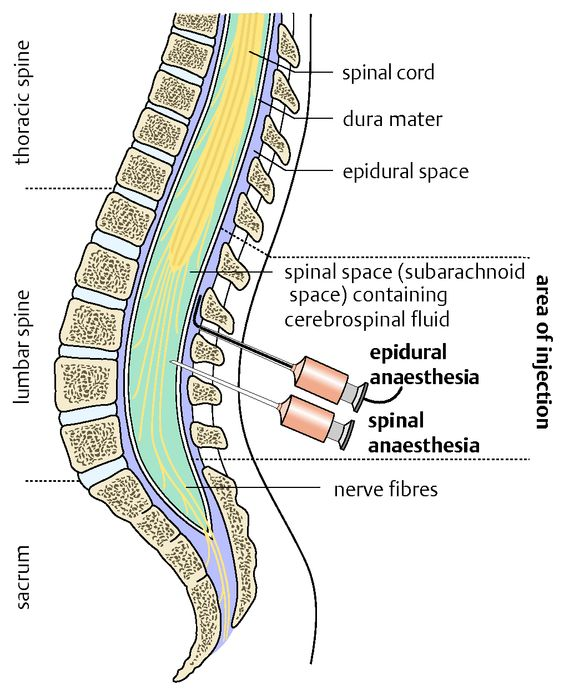 thoracic spine
lumbar spine
sacrum
spinal cord
dura mater
epidural space
spinal space (subarachnoid
space) containing
cerebrospinal fluid
epidural
anaesthesia
spinal
anaesthesia
nerve fibres
area of injection